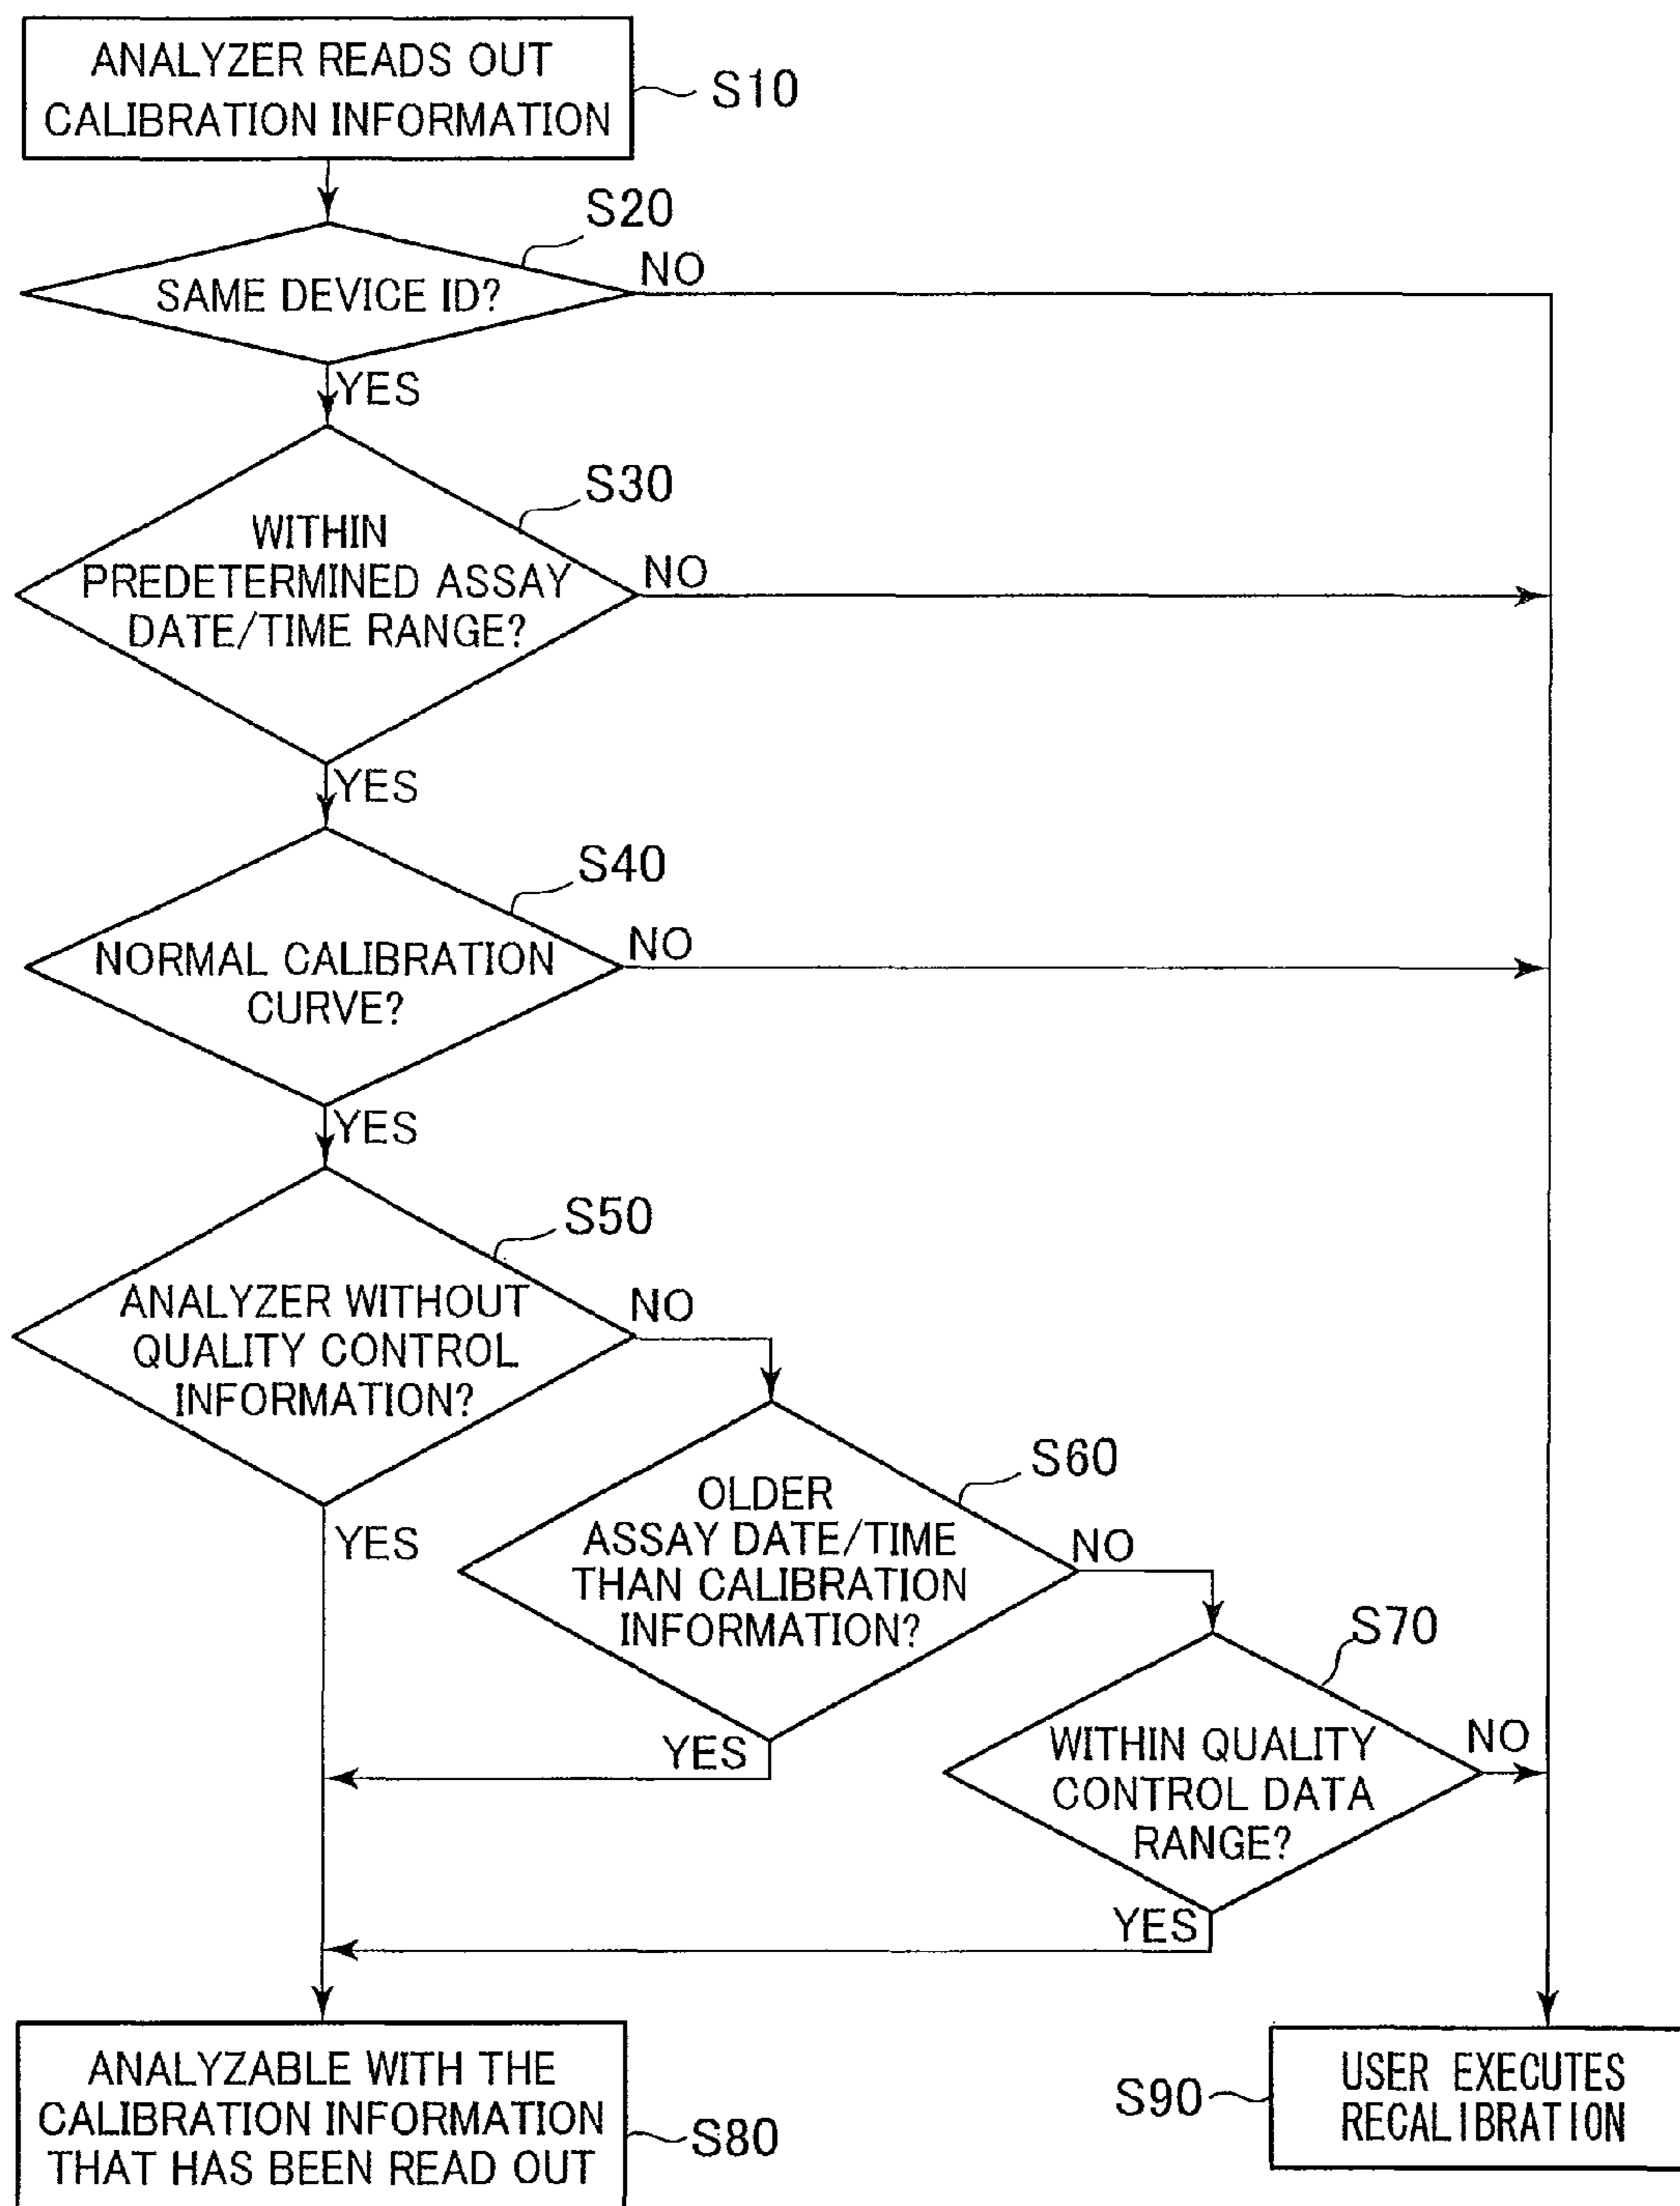 ANALYZER READS OUT
CALIBRATION INFORMATION
S10
S20
SAME DEVICE ID?
NO
YES
S30
WITHIN
PREDETERMINED ASSAY
DATE/TIME RANGE?
NO
YES
S40
NORMAL CALIBRATION
CURVE?
NO
YES
S50
ANALYZER WITHOUT
QUALITY CONTROL
INFORMATION?
NO
YES
S60
OLDER
ASSAY DATE/TIME
THAN CALIBRATION
INFORMATION?
NO
YES
S70
WITHIN QUALITY
CONTROL DATA
RANGE?
NO
YES
ANALYZABLE WITH THE
CALIBRATION INFORMATION
THAT HAS BEEN READ OUT
S80
S90
USER EXECUTES
RECALIBRATION